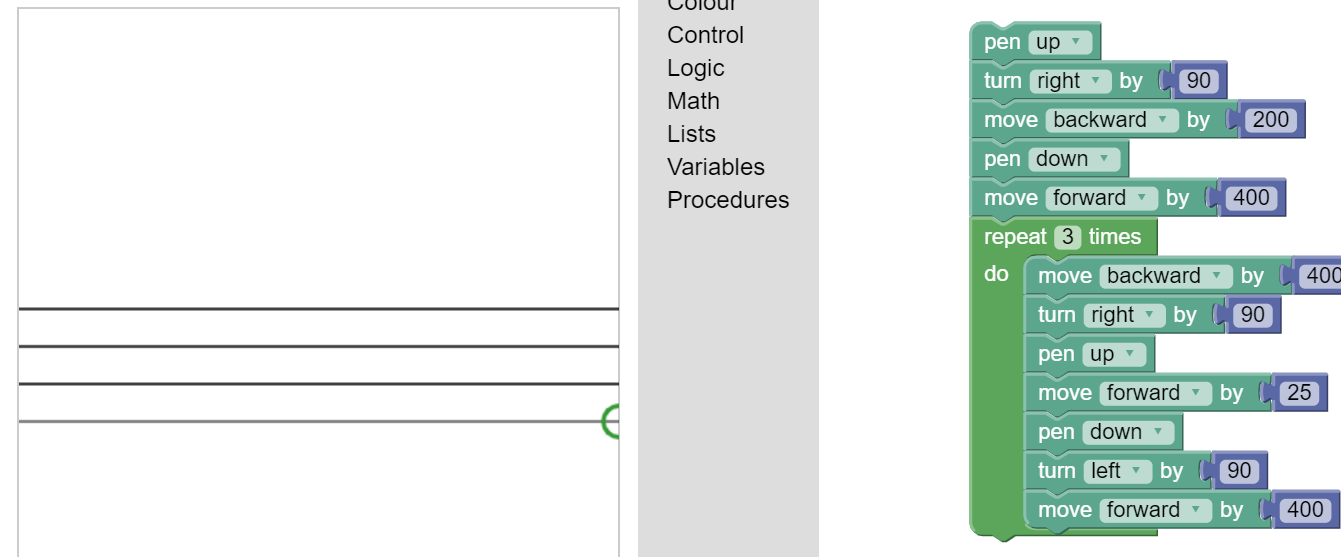 Colour
Control
Logic
Math
Lists
Variables
Procedures
pen up
turn right by 90
move backward by 200
pen down
move forward by 400
repeat 3 times
do move backward by 400
turn right by 90
pen up
move forward by 25
pen down
turn left by 90
move forward by 400